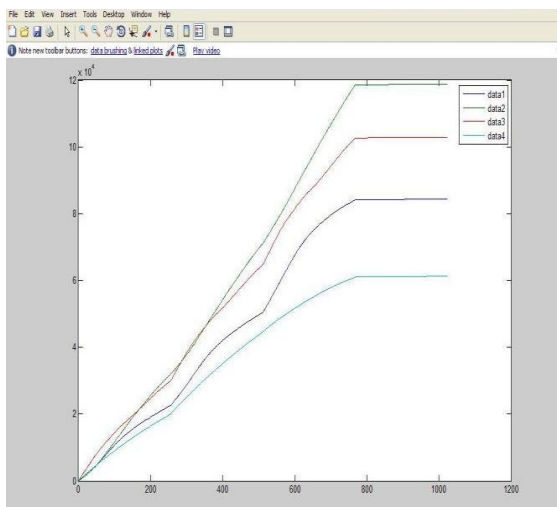 File Edit View Insert Tools Desktop Window Help
Note new toolbar buttons: data brushing & linked plots Play video
x 10^4
12
10
8
6
4
2
0
0 200 400 600 800 1000 1200
data1
data2
data3
data4